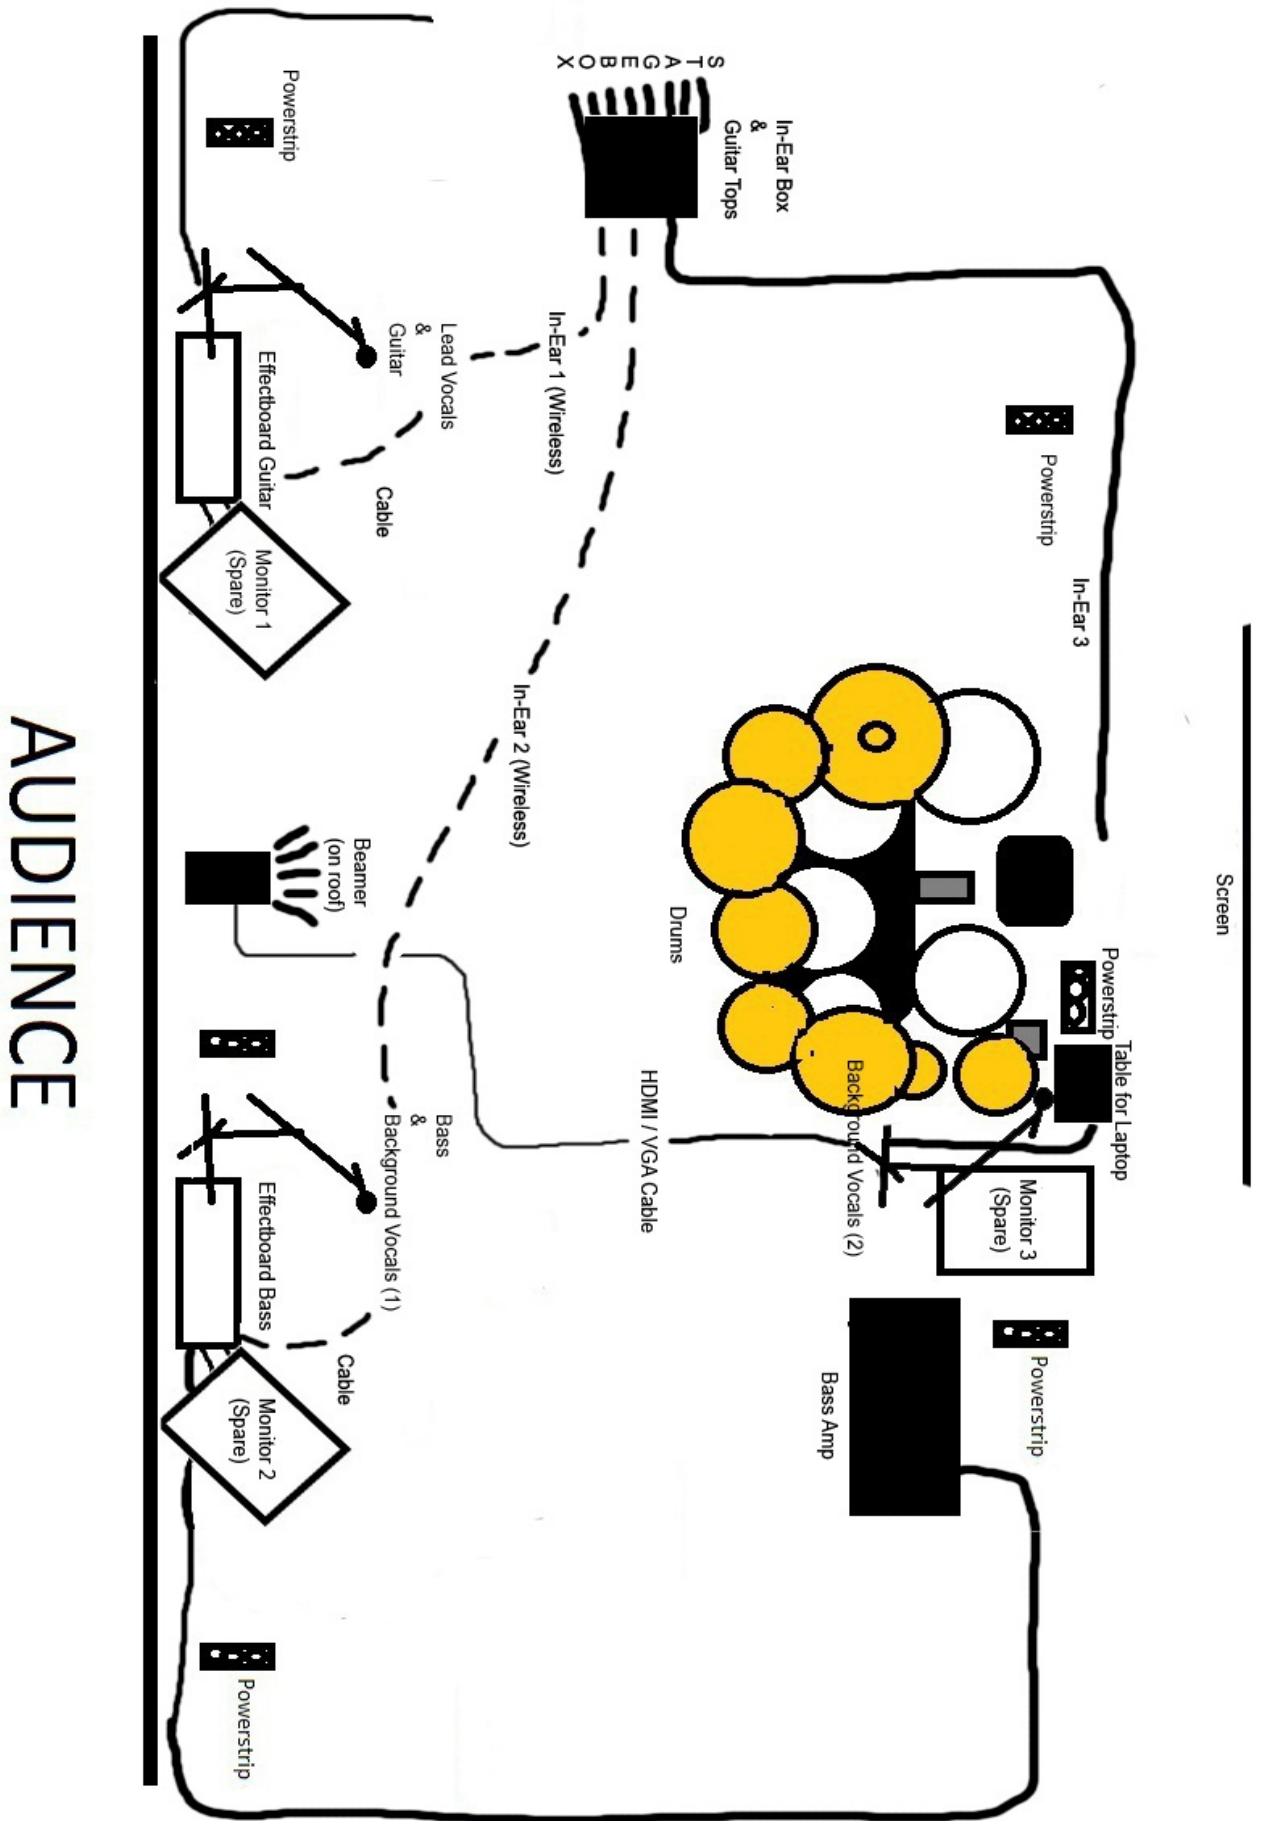 Screen
Powerstrip
Table for Laptop
In-Ear 3
Powerstrip
Monitor 3
(Spare)
Powerstrip
Background Vocals (2)
Bass Amp
In-Ear Box
&
Guitar Tops
STAGEBOX
Drums
HDMI / VGA Cable
In-Ear 1 (Wireless)
In-Ear 2 (Wireless)
Lead Vocals
&
Guitar
Cable
Bass
&
Background Vocals (1)
Cable
Beamer
(on roof)
Powerstrip
Effectboard Guitar
Monitor 1
(Spare)
Effectboard Bass
Monitor 2
(Spare)
Powerstrip
AUDIENCE